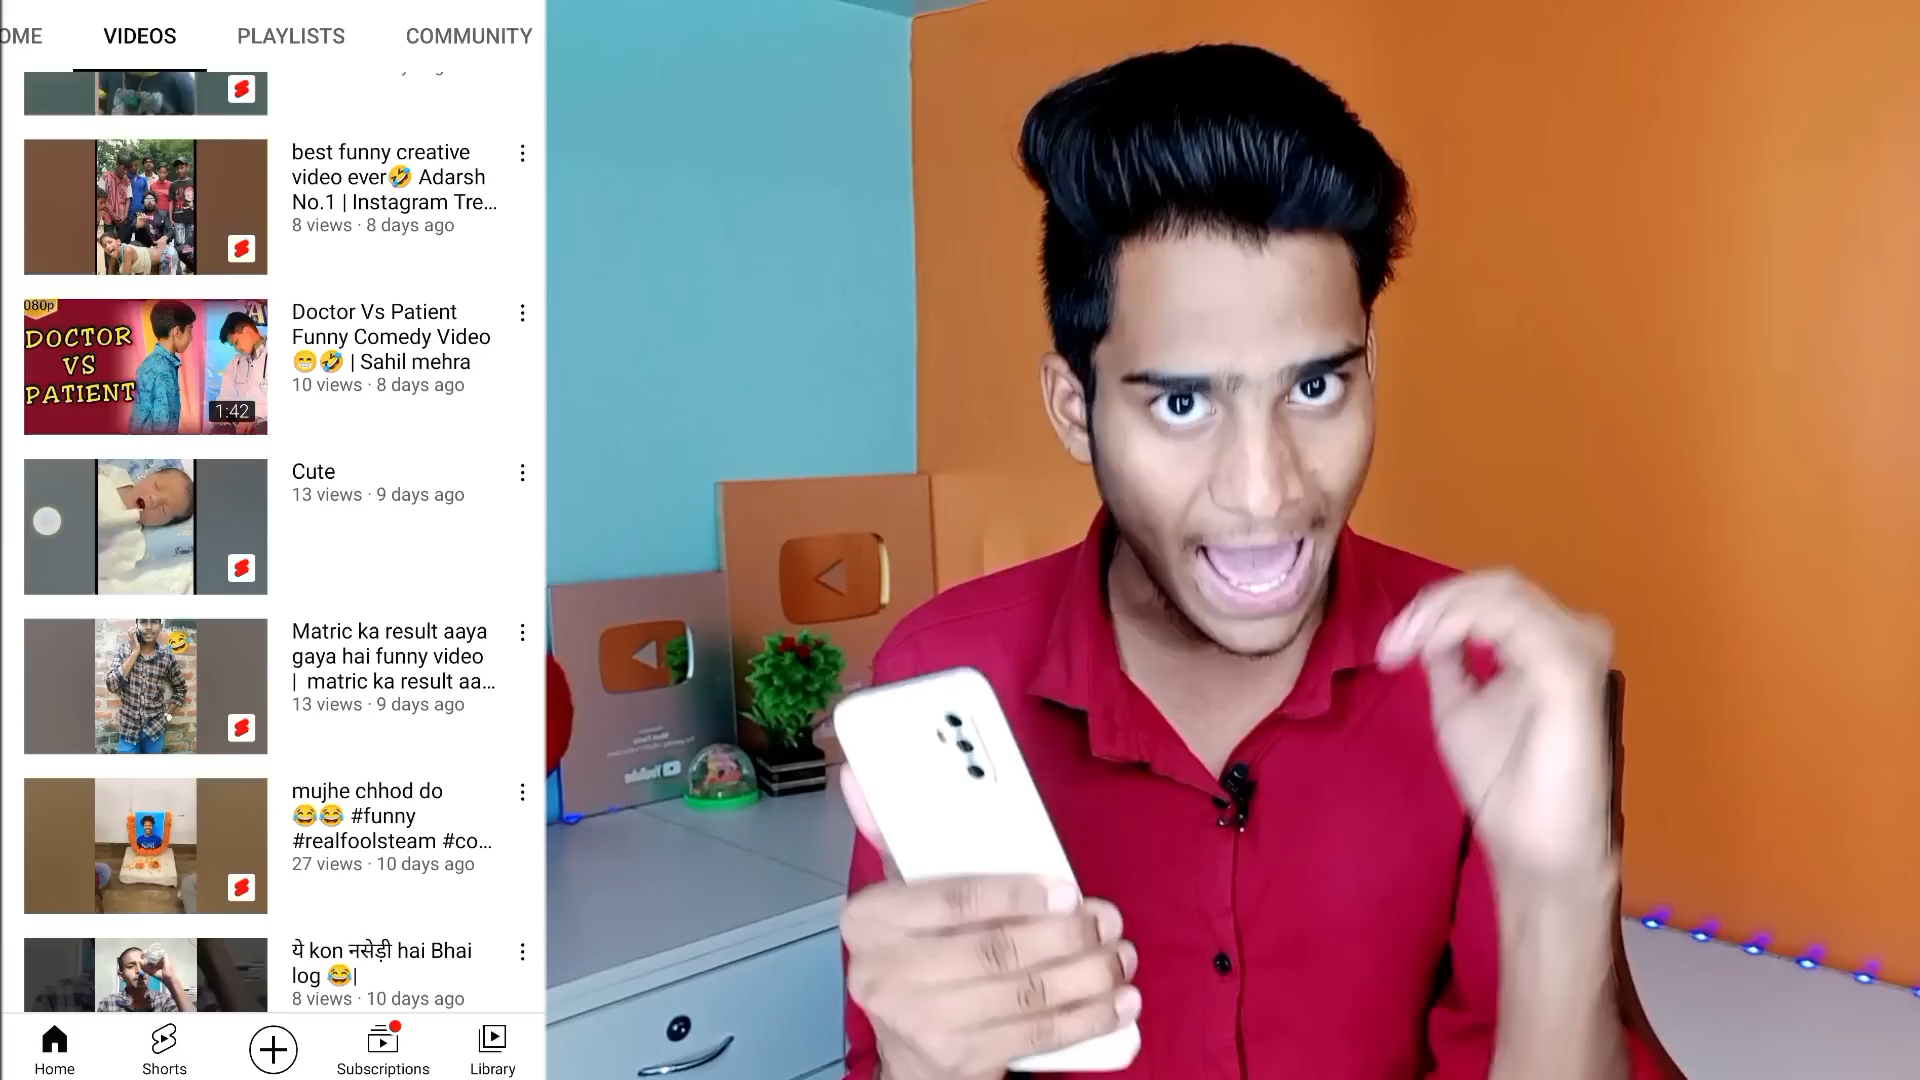 OME
VIDEOS
PLAYLISTS
COMMUNITY
best funny creative
video ever🤣 Adarsh
No.1 | Instagram Tre...
8 views · 8 days ago
080p
DOCTOR
VS
PATIENT
1:42
Doctor Vs Patient
Funny Comedy Video
😁🤣 | Sahil mehra
10 views · 8 days ago
Cute
13 views · 9 days ago
Matric ka result aaya
gaya hai funny video
| matric ka result aa...
13 views · 9 days ago
mujhe chhod do
😂😂 #funny
#realfoolsteam #co...
27 views · 10 days ago
ये kon नसेड़ी hai Bhai
log 😂|
8 views · 10 days ago
YouTube
Home
Shorts
Subscriptions
Library